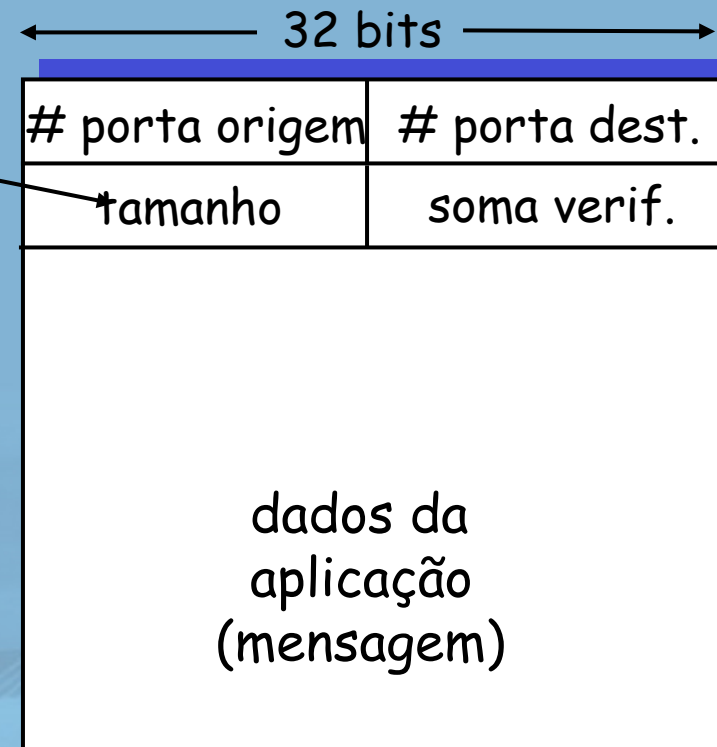 32 bits
# porta origem # porta dest.
tamanho soma verif.
dados da
aplicação
(mensagem)